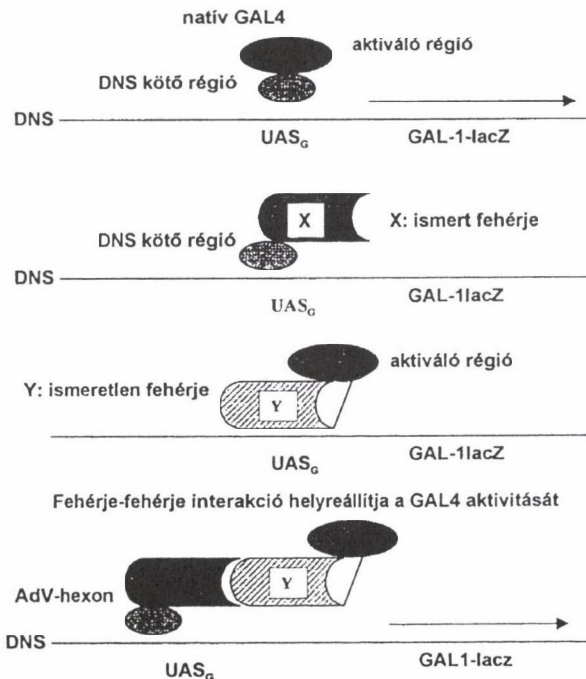 natív GAL4
aktiváló régió
DNS kötő régió
DNS
UASG
GAL-1-lacZ
X
X: ismert fehérje
DNS kötő régió
DNS
UASG
GAL-1lacZ
aktiváló régió
Y: ismeretlen fehérje
Y
UASG
GAL-1lacZ
Fehérje-fehérje interakció helyreállítja a GAL4 aktivitását
Y
AdV-hexon
DNS
UASG
GAL1-lacz